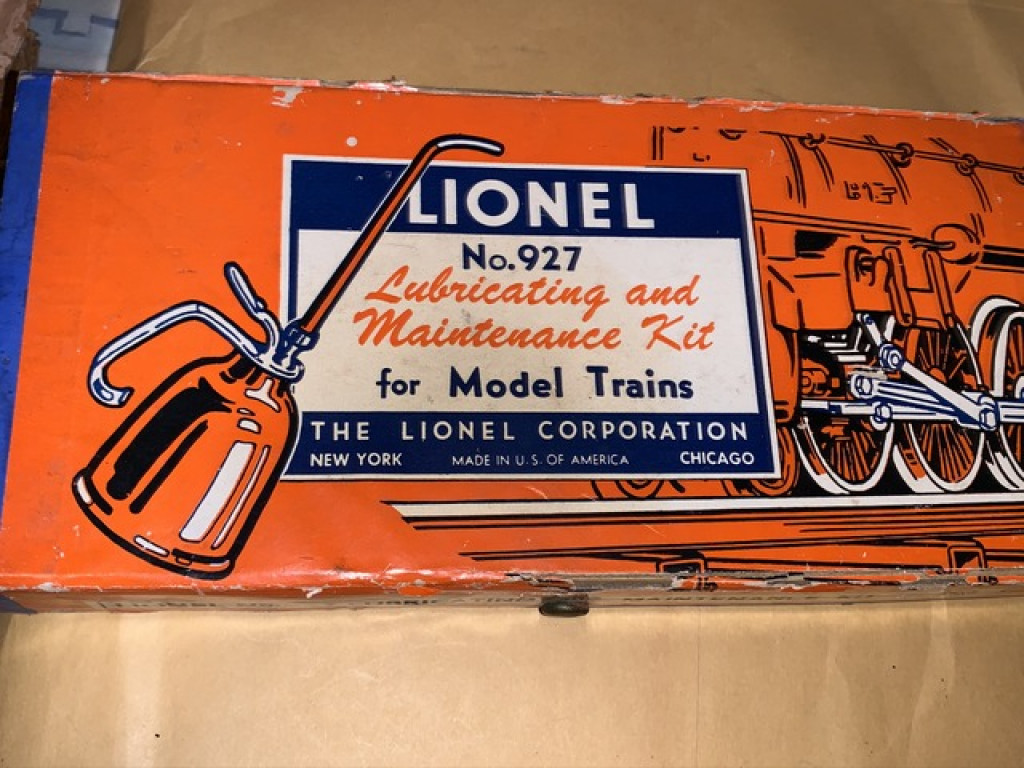 LIONEL
No.927
Lubricating and
Maintenance Kit
for Model Trains
THE LIONEL CORPORATION
NEW YORK MADE IN U.S. OF AMERICA CHICAGO